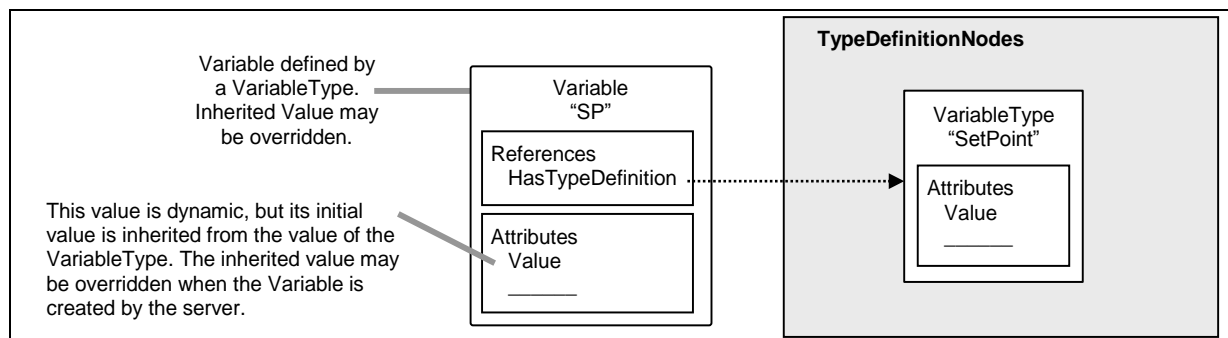 Variable defined by
a VariableType.
Inherited Value may
be overridden.
This value is dynamic, but its initial
value is inherited from the value of the
VariableType. The inherited value may
be overridden when the Variable is
created by the server.
Variable
“SP”
References
HasTypeDefinition
Attributes
Value
______
TypeDefinitionNodes
VariableType
“SetPoint”
Attributes
Value
______